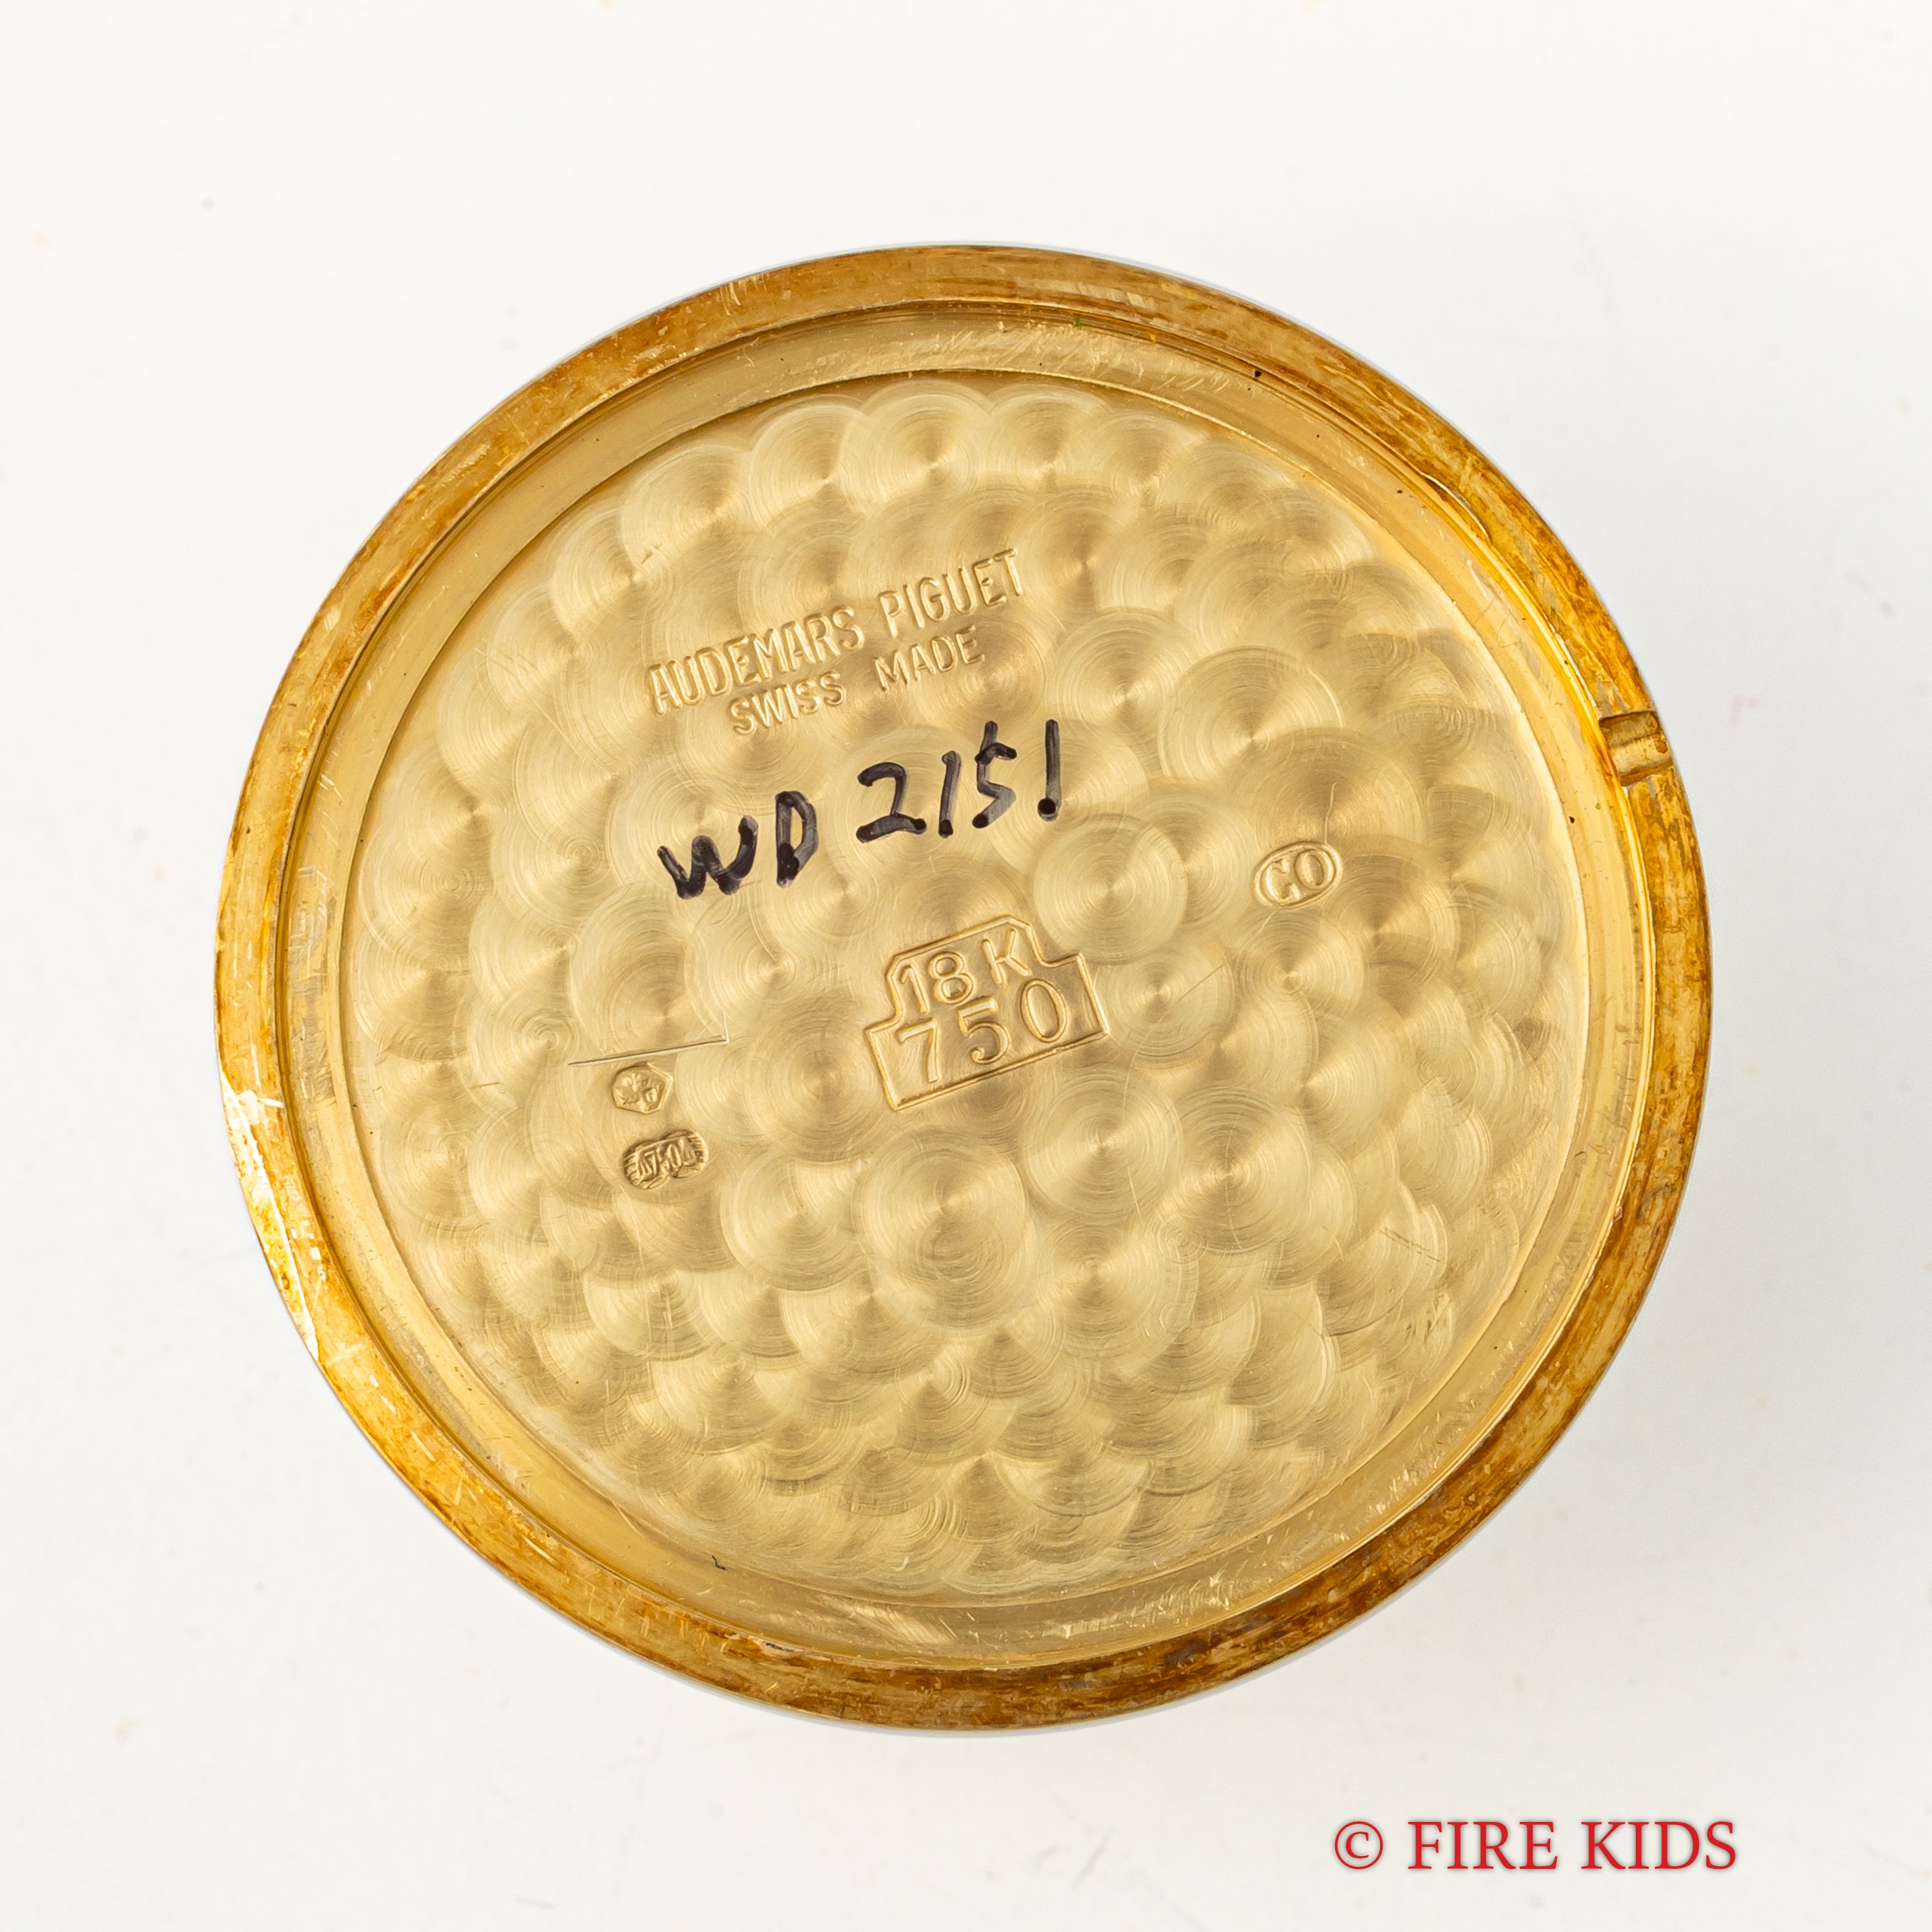 AUDEMARS PIGUET
SWISS MADE
WD 2151
CO
18K
750
© FIRE KIDS